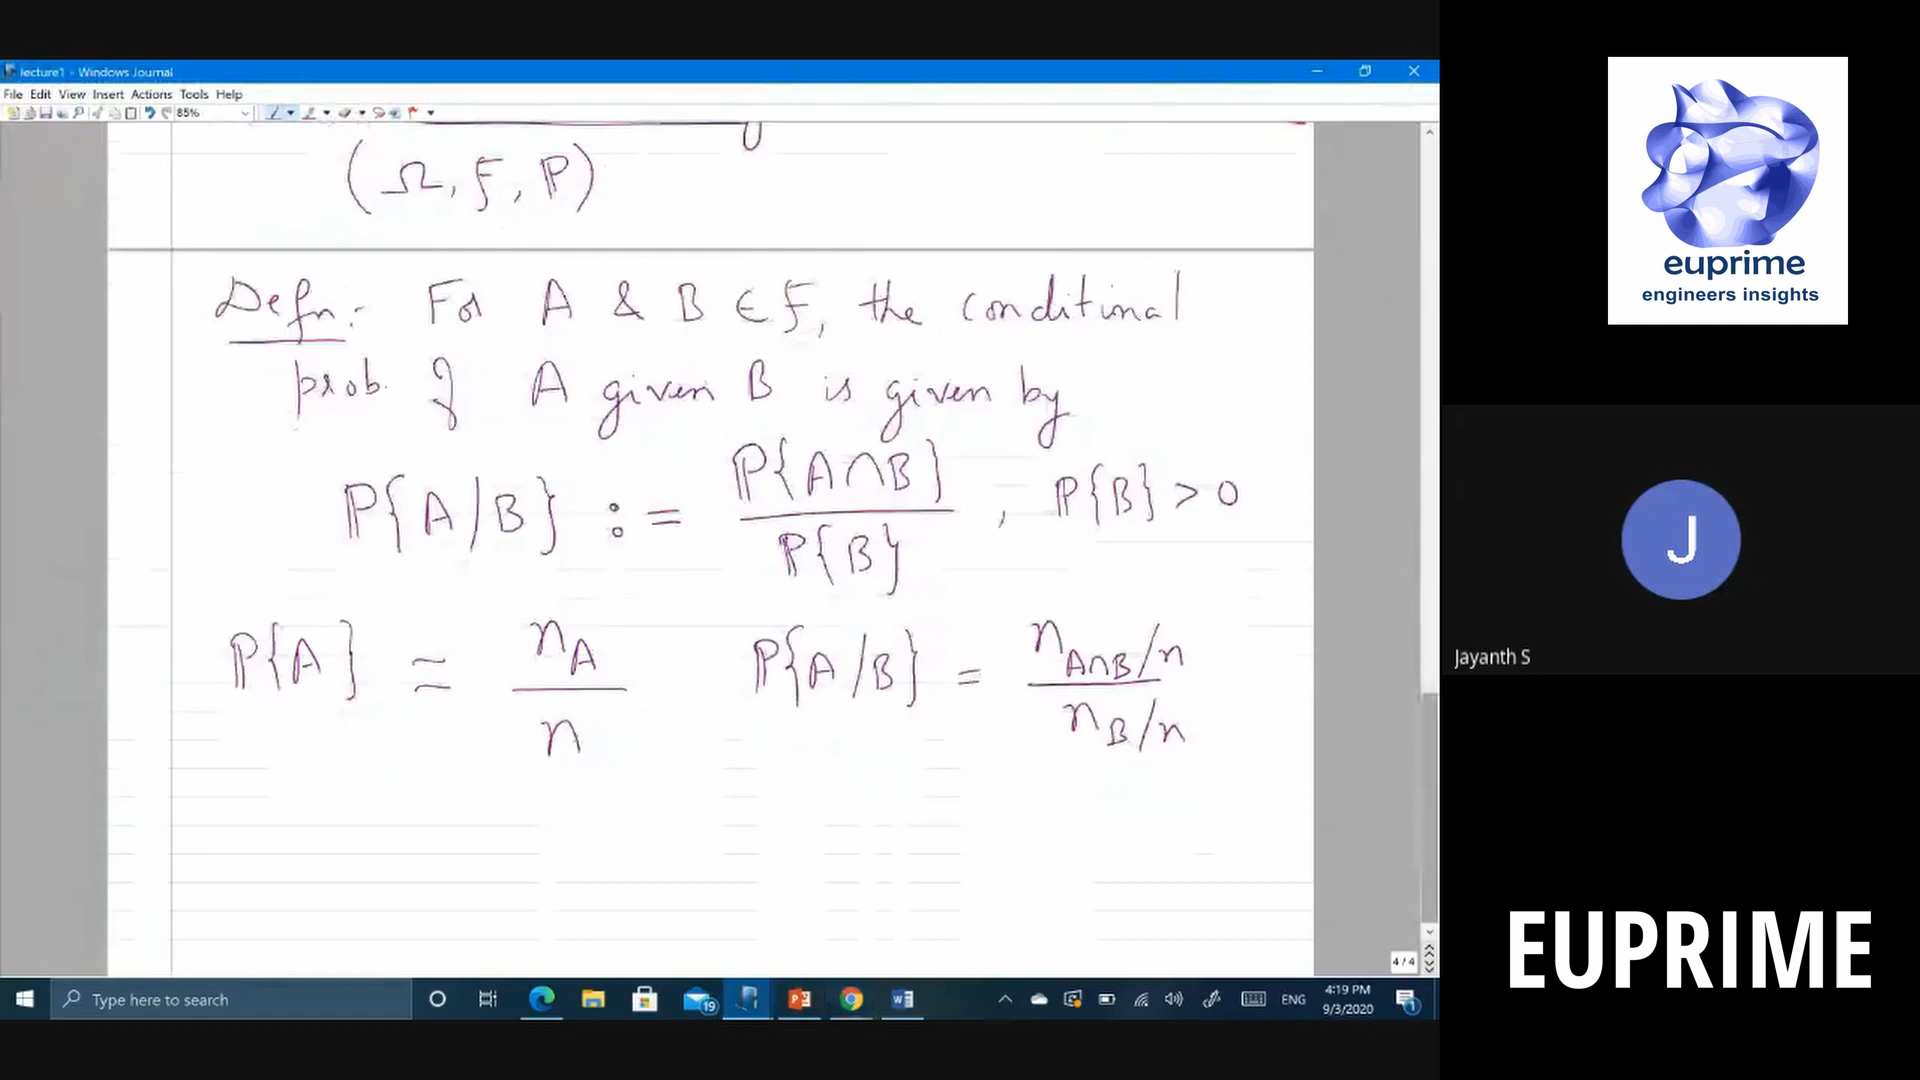 lecture1 - Windows Journal
File Edit View Insert Actions Tools Help
85%
(Ω, F, ℙ)
Defn:- For A & B ∈ F, the conditional
prob. of A given B is given by
ℙ{A/B} := ℙ{A∩B} / ℙ{B} , ℙ{B} > 0
ℙ{A} ≈ n_A / n    ℙ{A/B} = (n_{A∩B}/n) / (n_B/n)
4 / 4
Type here to search
19
ENG
4:19 PM
9/3/2020
1
euprime
engineers insights
J
Jayanth S
EUPRIME